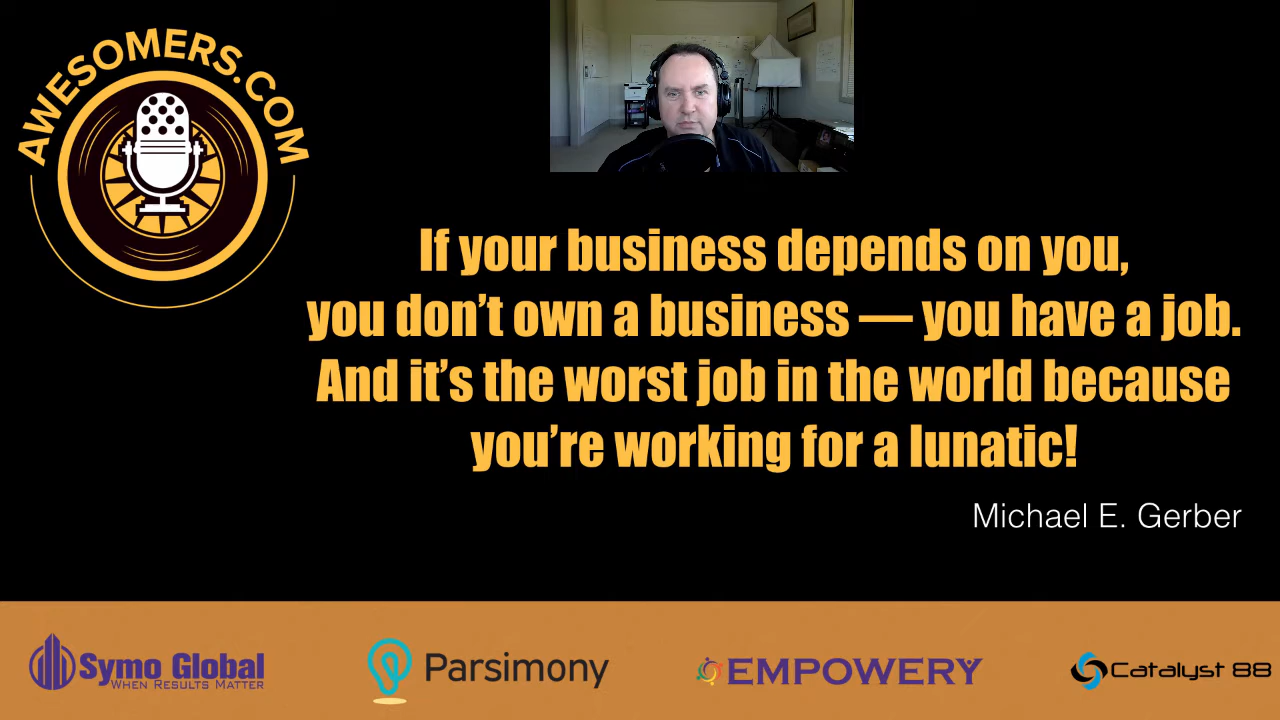 AWESOMERS.COM
If your business depends on you,
you don’t own a business — you have a job.
And it’s the worst job in the world because
you’re working for a lunatic!
Michael E. Gerber
Symo Global
WHEN RESULTS MATTER
Parsimony
EMPOWERY
Catalyst 88